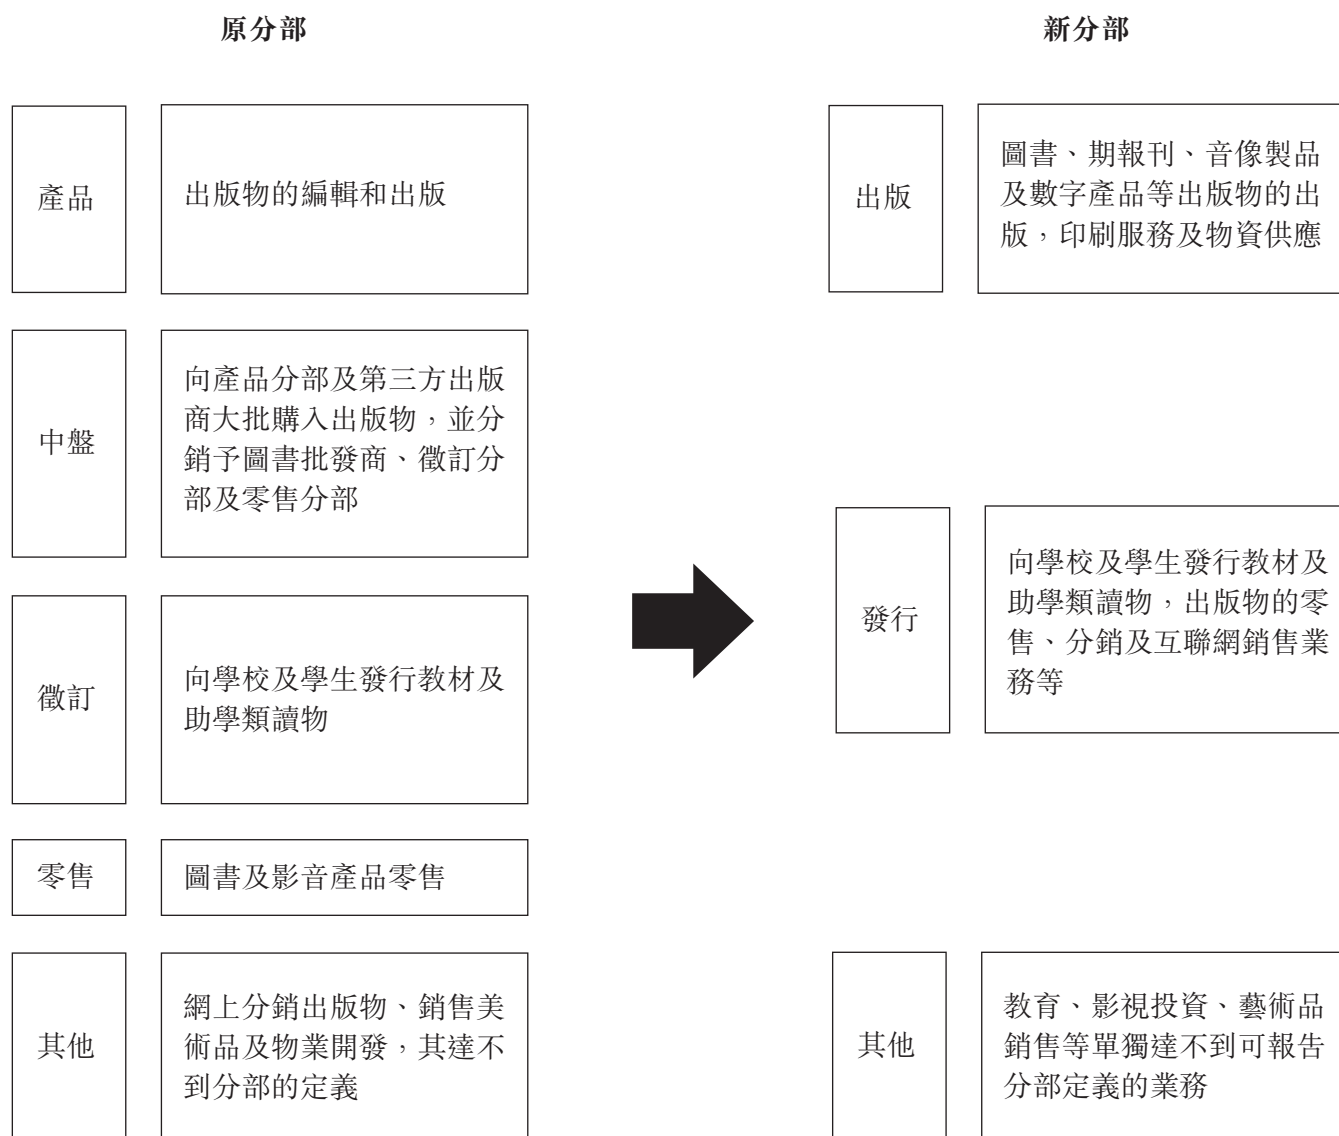 原分部
新分部
產品
出版物的編輯和出版
中盤
向產品分部及第三方出版
商大批購入出版物，並分
銷予圖書批發商、徵訂分
部及零售分部
徵訂
向學校及學生發行教材及
助學類讀物
零售
圖書及影音產品零售
其他
網上分銷出版物、銷售美
術品及物業開發，其達不
到分部的定義
出版
圖書、期報刊、音像製品
及數字產品等出版物的出
版，印刷服務及物資供應
發行
向學校及學生發行教材及
助學類讀物，出版物的零
售、分銷及互聯網銷售業
務等
其他
教育、影視投資、藝術品
銷售等單獨達不到可報告
分部定義的業務